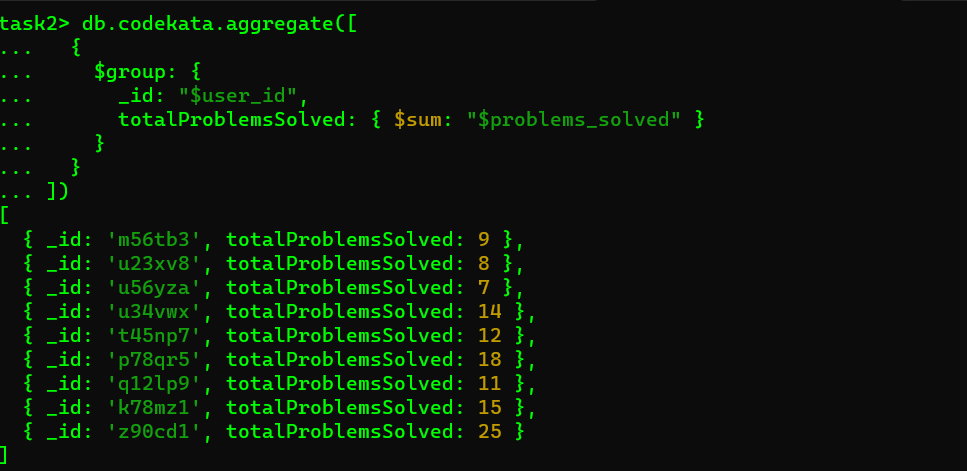 task2> db.codekata.aggregate([
...   {
...     $group: {
...       _id: "$user_id",
...       totalProblemsSolved: { $sum: "$problems_solved" }
...     }
...   }
... ])
[
  { _id: 'm56tb3', totalProblemsSolved: 9 },
  { _id: 'u23xv8', totalProblemsSolved: 8 },
  { _id: 'u56yza', totalProblemsSolved: 7 },
  { _id: 'u34vwx', totalProblemsSolved: 14 },
  { _id: 't45np7', totalProblemsSolved: 12 },
  { _id: 'p78qr5', totalProblemsSolved: 18 },
  { _id: 'q12lp9', totalProblemsSolved: 11 },
  { _id: 'k78mz1', totalProblemsSolved: 15 },
  { _id: 'z90cd1', totalProblemsSolved: 25 }
]